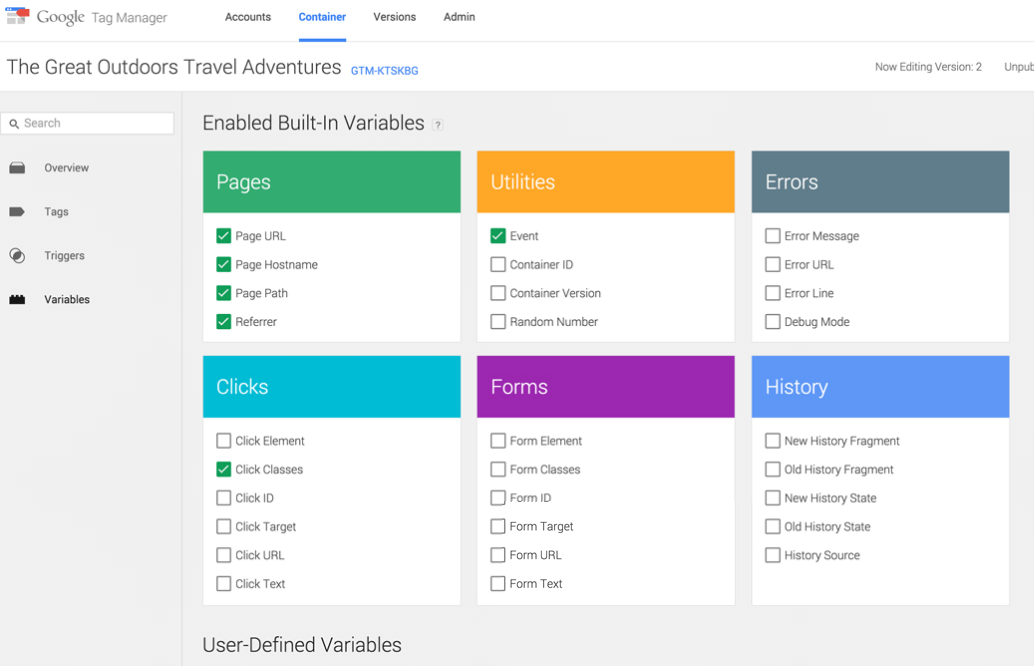 Google Tag Manager Accounts Container Versions Admin
The Great Outdoors Travel Adventures GTM-KTSKBG Now Editing Version: 2 Unpub
Search
Overview
Tags
Triggers
Variables
Enabled Built-In Variables ?
Pages
Page URL
Page Hostname
Page Path
Referrer
Utilities
Event
Container ID
Container Version
Random Number
Errors
Error Message
Error URL
Error Line
Debug Mode
Clicks
Click Element
Click Classes
Click ID
Click Target
Click URL
Click Text
Forms
Form Element
Form Classes
Form ID
Form Target
Form URL
Form Text
History
New History Fragment
Old History Fragment
New History State
Old History State
History Source
User-Defined Variables